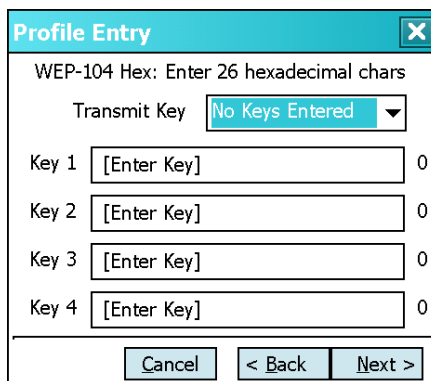 Profile Entry
WEP-104 Hex: Enter 26 hexadecimal chars
Transmit Key No Keys Entered
Key 1 [Enter Key] 0
Key 2 [Enter Key] 0
Key 3 [Enter Key] 0
Key 4 [Enter Key] 0
Cancel < Back Next >